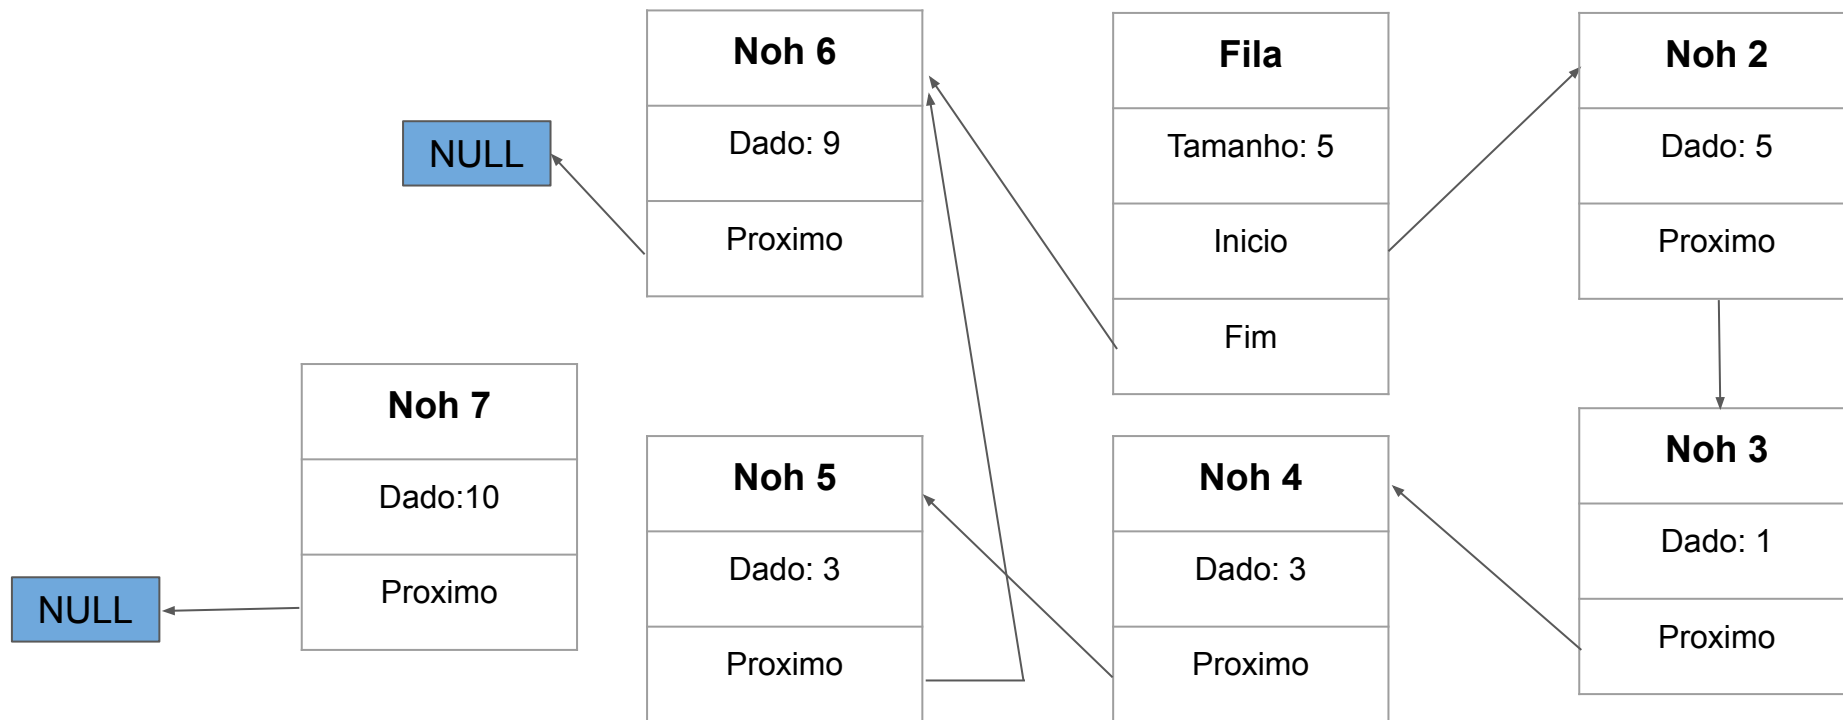 Noh 6
Dado: 9
Proximo
NULL
Fila
Tamanho: 5
Inicio
Fim
Noh 2
Dado: 5
Proximo
Noh 7
Dado:10
Proximo
NULL
Noh 5
Dado: 3
Proximo
Noh 4
Dado: 3
Proximo
Noh 3
Dado: 1
Proximo